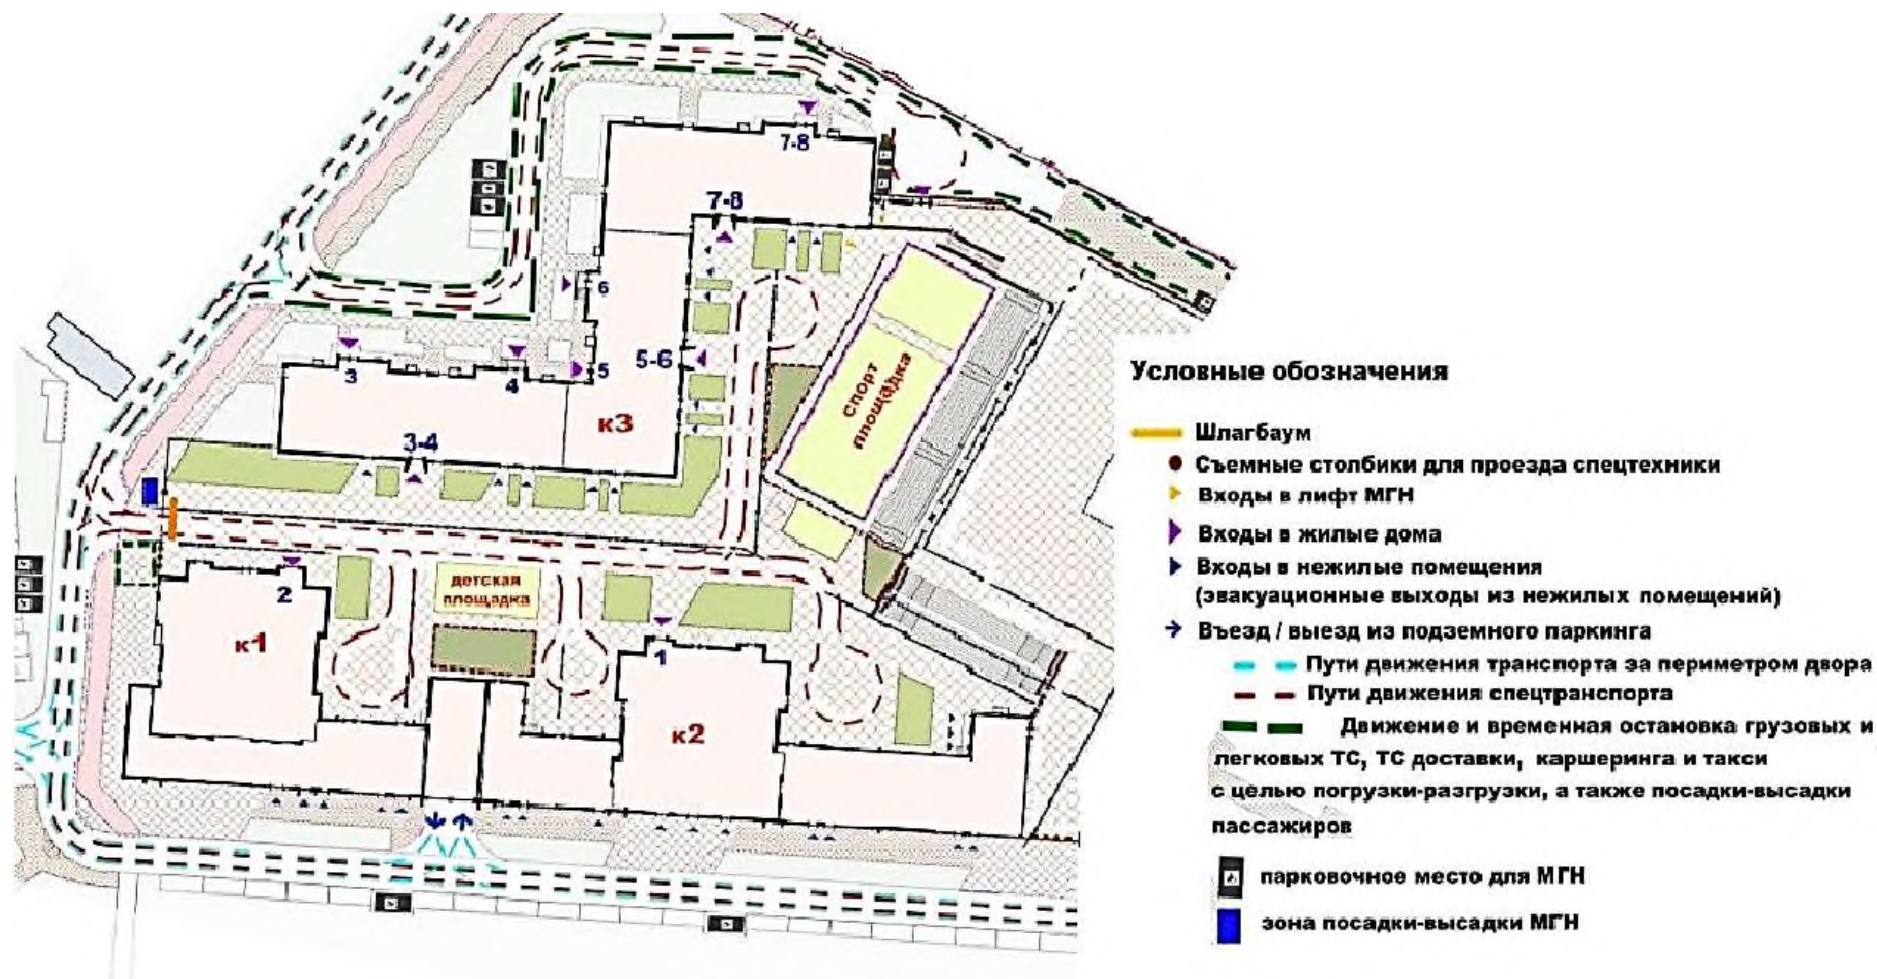 7-8
7-8
6
5
5-6
3
4
к3
3-4
Спорт
площадка
2
детская
площадка
к1
1
к2
Условные обозначения
Шлагбаум
Съемные столбики для проезда спецтехники
Входы в лифт МГН
Входы в жилые дома
Входы в нежилые помещения
(эвакуационные выходы из нежилых помещений)
Въезд / выезд из подземного паркинга
Пути движения транспорта за периметром двора
Пути движения спецтранспорта
Движение и временная остановка грузовых и
легковых ТС, ТС доставки, каршеринга и такси
с целью погрузки-разгрузки, а также посадки-высадки
пассажиров
парковочное место для МГН
зона посадки-высадки МГН